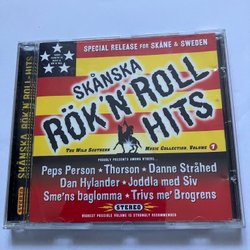 SPECIAL RELEASE FOR SKÅNE & SWEDEN
SKÅNSKA
RÖK'N'ROLL
HITS
The Wild Southern Music Collection, Volume 1
PROUDLY PRESENTS AMONG OTHERS...
Peps Person ★ Thorson ★ Danne Stråhed
Dan Hylander ★ Joddla med Siv
Sme'ns baglomma ★ Trivs me' Brogrens
STEREO
HIGHEST POSSIBLE VOLUME IS STRONGLY RECOMMENDED
SKÅNSKA RÖK N ROLL-HITS
STEREO